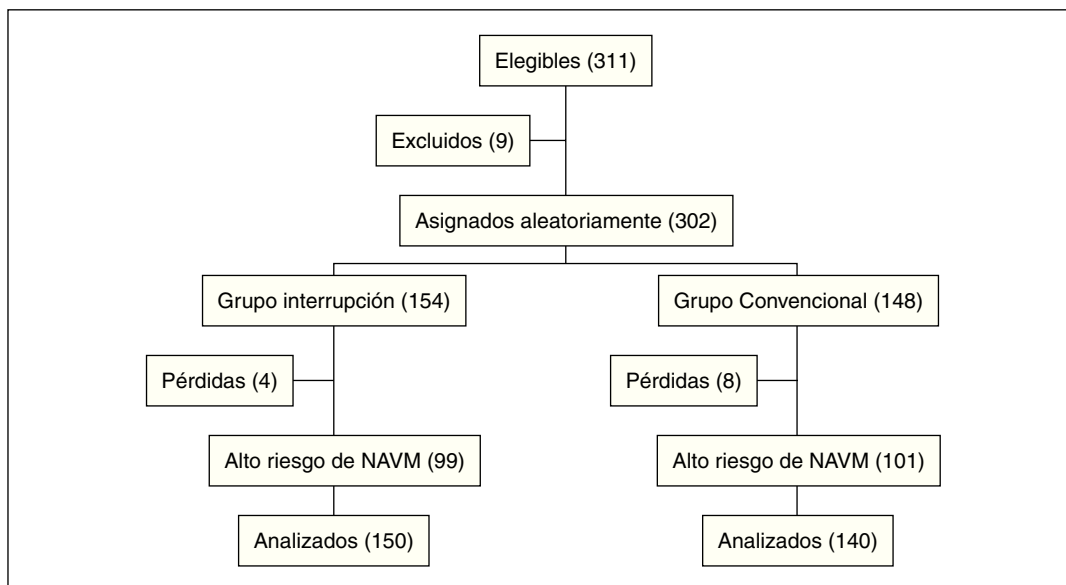 Elegibles (311)
Excluidos (9)
Asignados aleatoriamente (302)
Grupo interrupción (154)
Grupo Convencional (148)
Pérdidas (4)
Pérdidas (8)
Alto riesgo de NAVM (99)
Alto riesgo de NAVM (101)
Analizados (150)
Analizados (140)